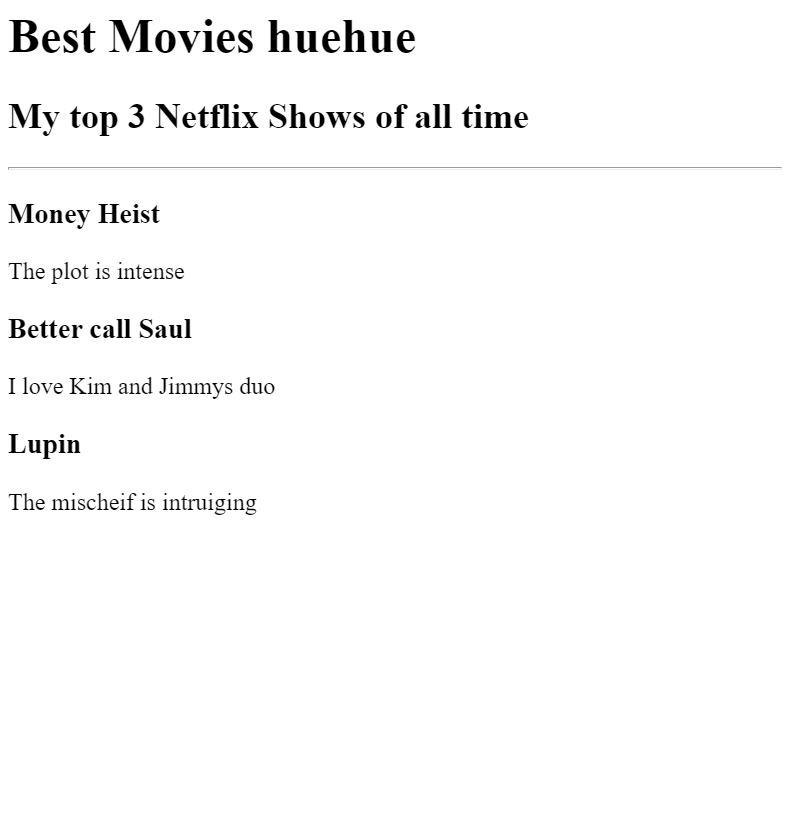 Best Movies huehue
My top 3 Netflix Shows of all time
Money Heist
The plot is intense
Better call Saul
I love Kim and Jimmys duo
Lupin
The mischeif is intruiging